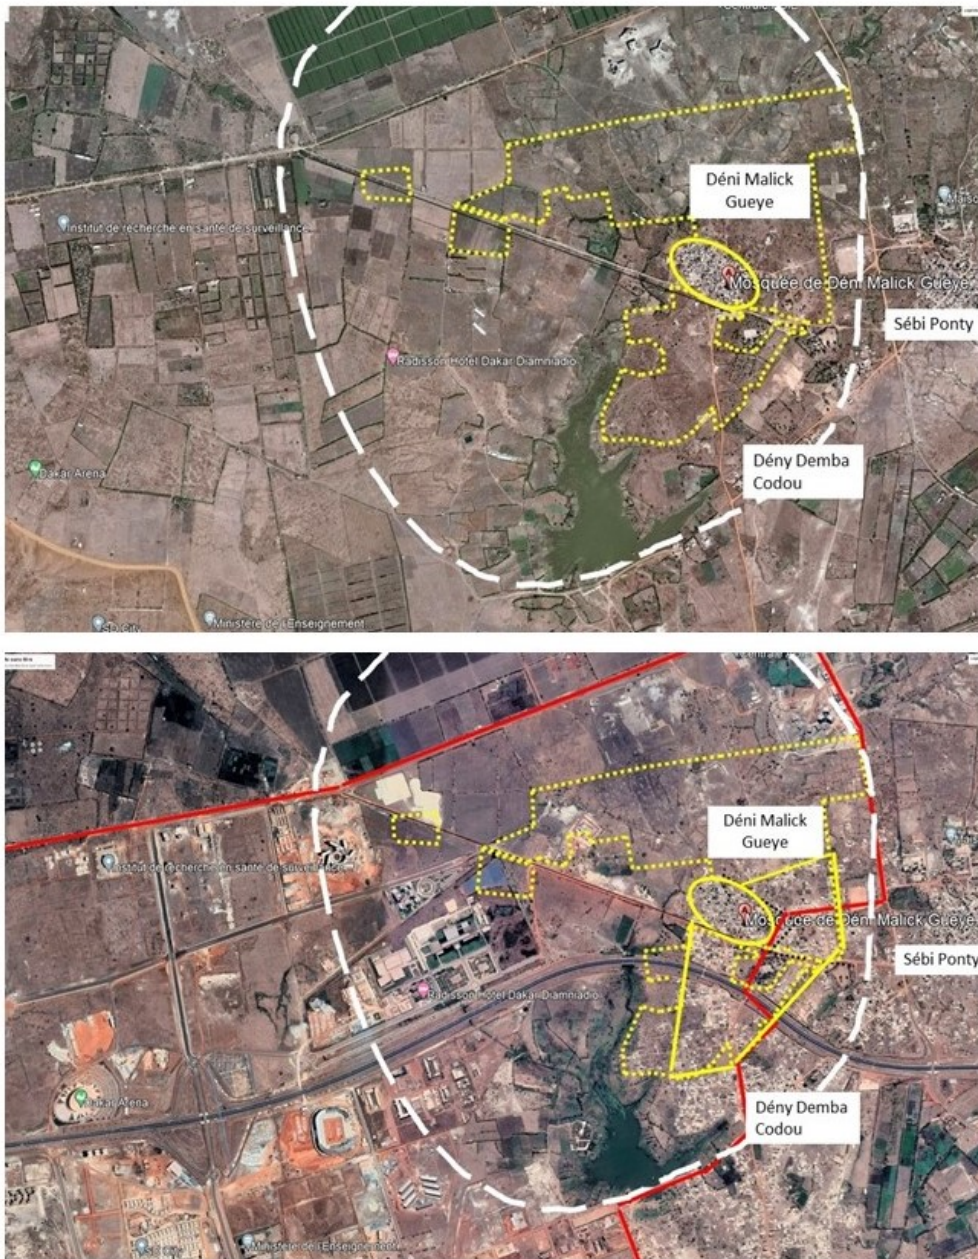 Déni Malick
Gueye
Institut de recherche en santé de surveillance
Mosquée de Déni Malick Gueye
Sébi Ponty
Radisson Hotel Dakar Diamniadio
Dény Demba
Codou
Dakar Arena
SD City
Ministère de l'Enseignement
Déni Malick
Gueye
Institut de recherche en santé de surveillance
Mosquée de Déni Malick Gueye
Sébi Ponty
Radisson Hotel Dakar Diamniadio
Dakar Arena
Dény Demba
Codou
Ministère de l'Enseignement